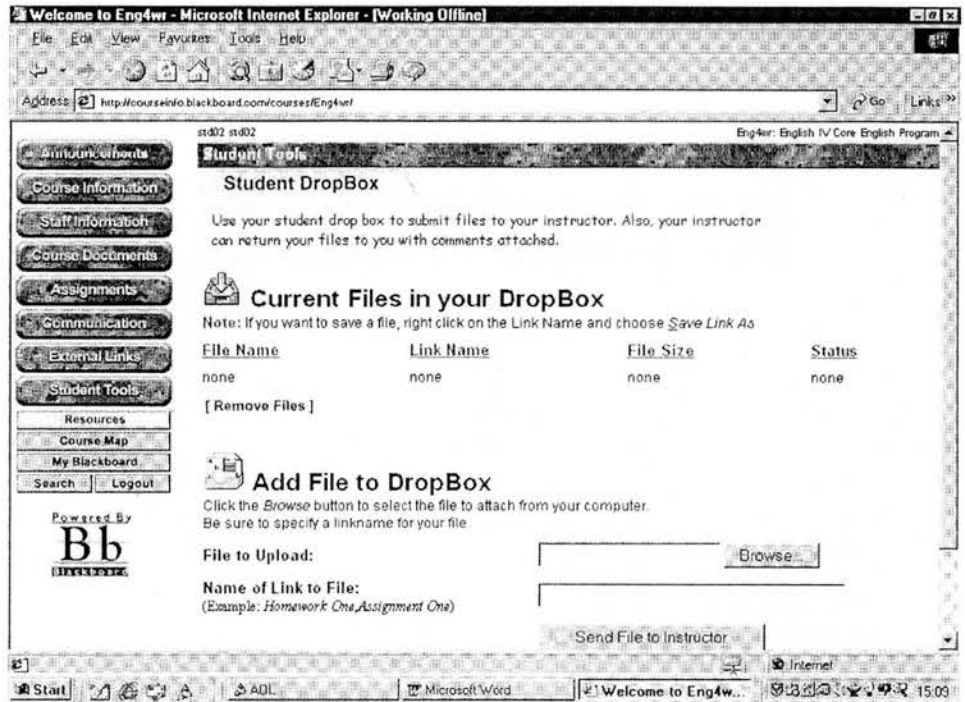 Welcome to Eng4wr - Microsoft Internet Explorer - [Working Offline]
File Edit View Favorites Tools Help
Address http://courseinfo.blackboard.com/courses/Eng4wr/ Go Links »
std02 std02 Eng4wr: English IV Core English Program
Announcements
Course Information
Staff Information
Course Documents
Assignments
Communication
External Links
Student Tools
Resources
Course Map
My Blackboard
Search Logout
Powered By
Bb
Blackboard
Student Tools
Student DropBox
Use your student drop box to submit files to your instructor. Also, your instructor
can return your files to you with comments attached.
Current Files in your DropBox
Note: If you want to save a file, right click on the Link Name and choose Save Link As
File Name Link Name File Size Status
none none none none
[ Remove Files ]
Add File to DropBox
Click the Browse button to select the file to attach from your computer.
Be sure to specify a linkname for your file
File to Upload: Browse...
Name of Link to File:
(Example: Homework One,Assignment One)
Send File to Instructor
Internet
Start AOL Microsoft Word Welcome to Eng4w... 15:09